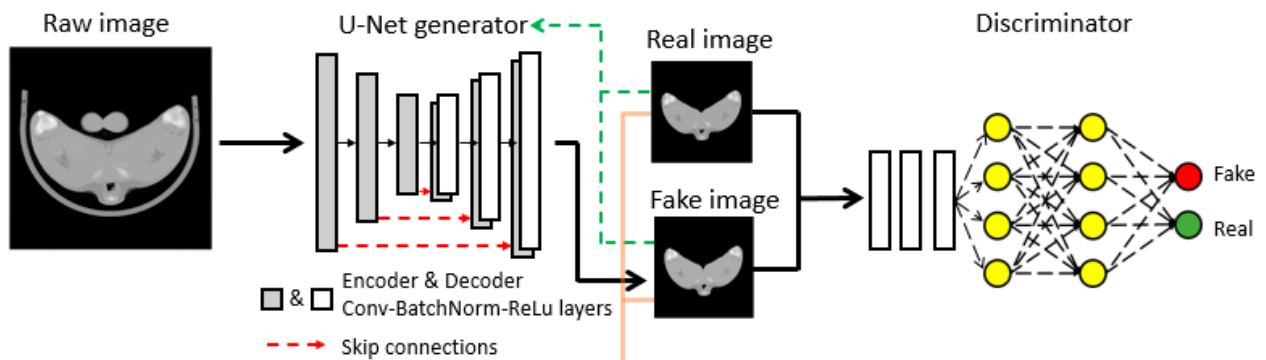 Raw image
U-Net generator
Real image
Discriminator
Fake image
Fake
Real
& Encoder & Decoder
Conv-BatchNorm-ReLu layers
Skip connections